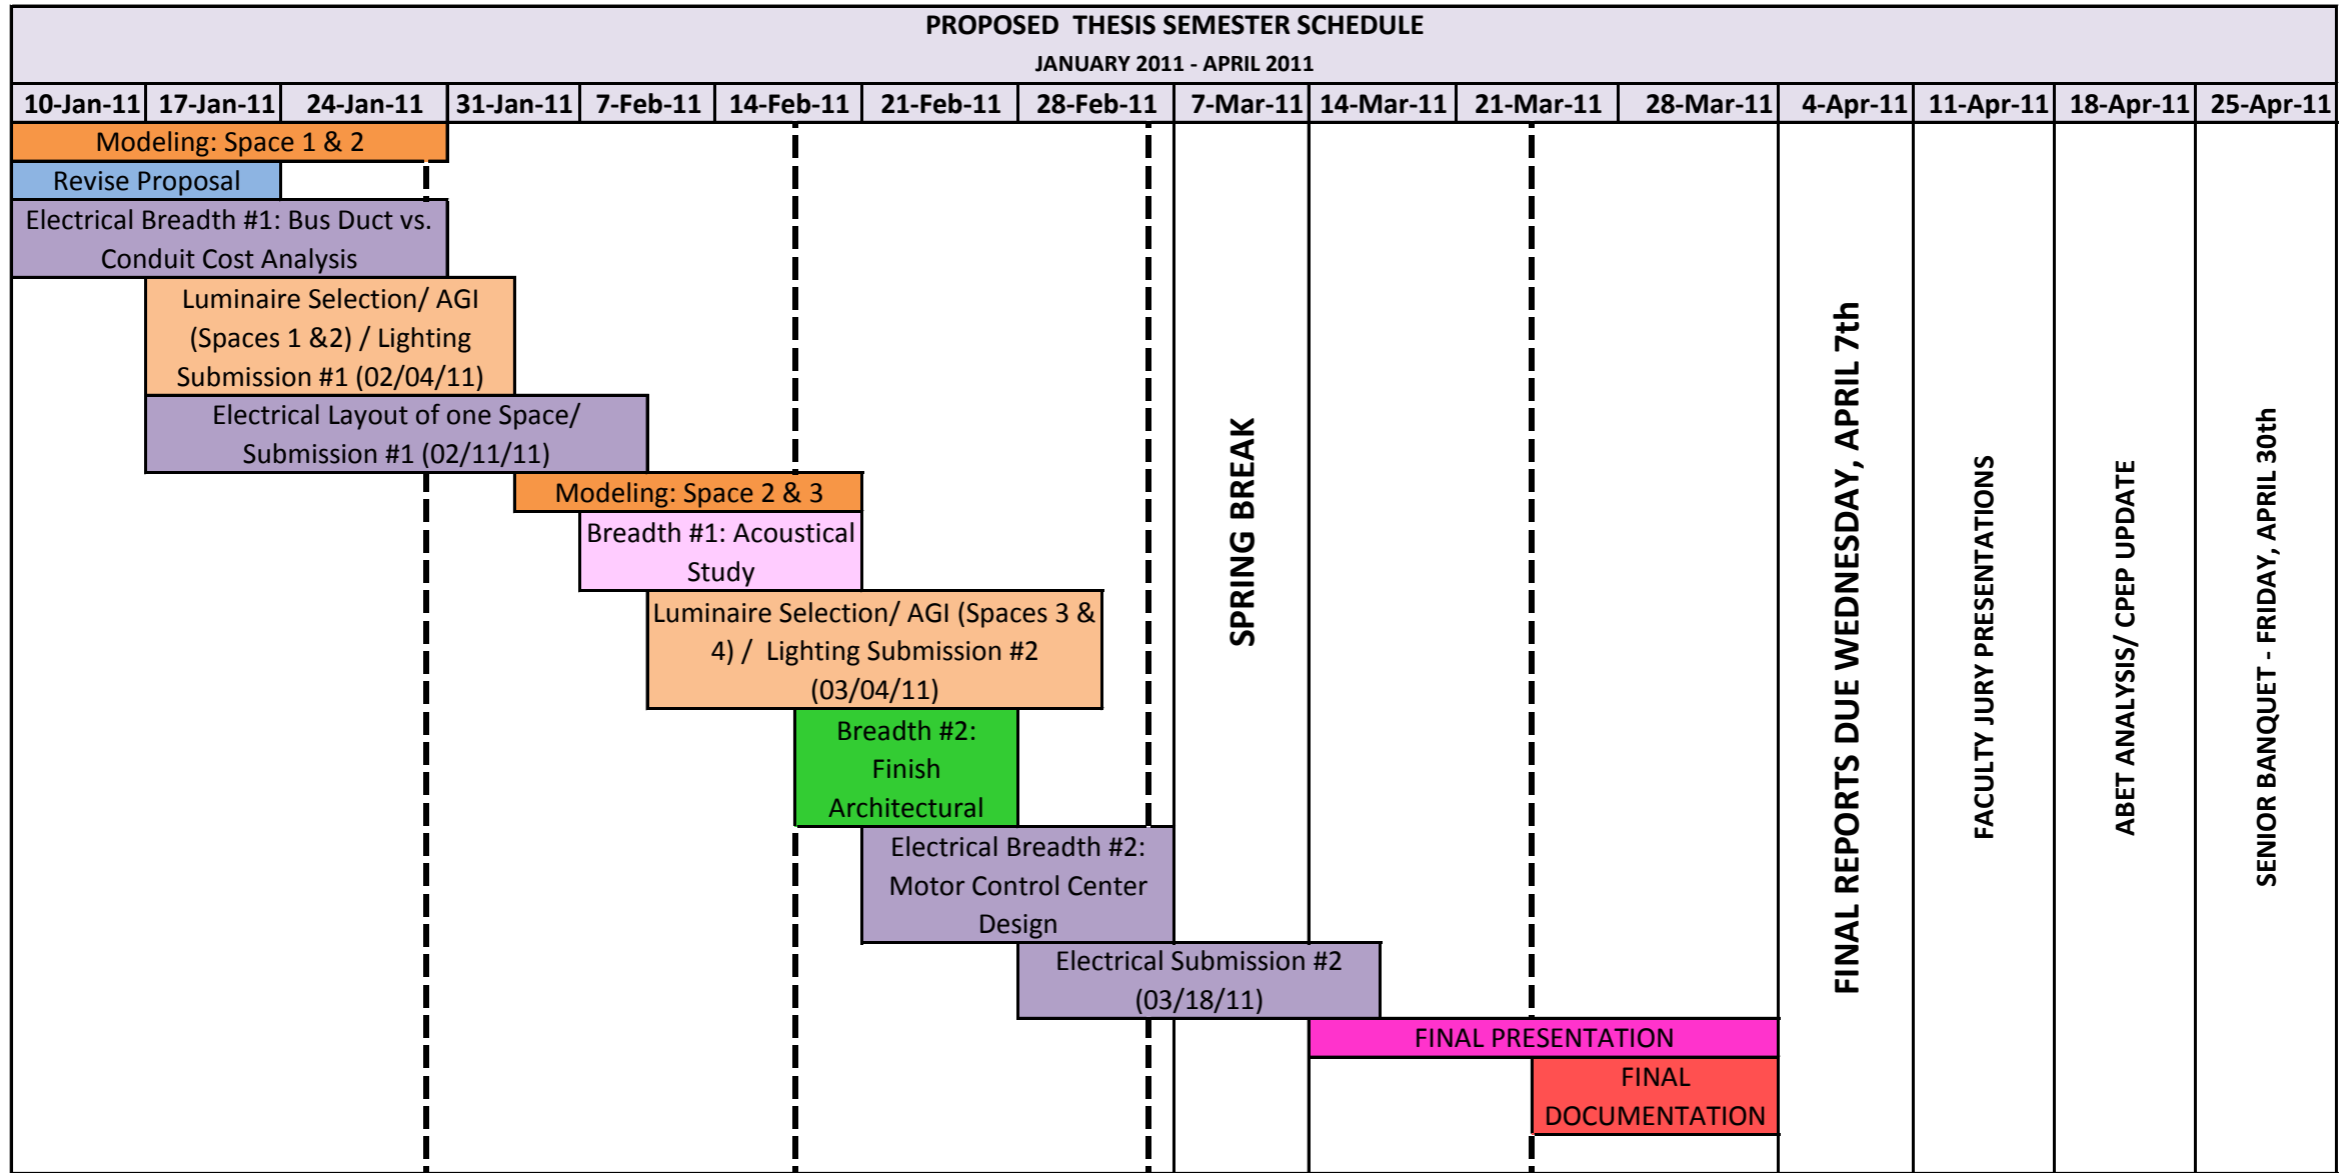 PROPOSED THESIS SEMESTER SCHEDULE
JANUARY 2011 - APRIL 2011
10-Jan-11 17-Jan-11 24-Jan-11 31-Jan-11 7-Feb-11 14-Feb-11 21-Feb-11 28-Feb-11 7-Mar-11 14-Mar-11 21-Mar-11 28-Mar-11 4-Apr-11 11-Apr-11 18-Apr-11 25-Apr-11
Modeling: Space 1 & 2
Revise Proposal
Electrical Breadth #1: Bus Duct vs.
Conduit Cost Analysis
Luminaire Selection/ AGI
(Spaces 1 &2) / Lighting
Submission #1 (02/04/11)
Electrical Layout of one Space/
Submission #1 (02/11/11)
Modeling: Space 2 & 3
Breadth #1: Acoustical
Study
Luminaire Selection/ AGI (Spaces 3 &
4) / Lighting Submission #2
(03/04/11)
Breadth #2:
Finish
Architectural
Electrical Breadth #2:
Motor Control Center
Design
Electrical Submission #2
(03/18/11)
FINAL PRESENTATION
FINAL
DOCUMENTATION
SPRING BREAK
FINAL REPORTS DUE WEDNESDAY, APRIL 7th
FACULTY JURY PRESENTATIONS
ABET ANALYSIS/ CPEP UPDATE
SENIOR BANQUET - FRIDAY, APRIL 30th